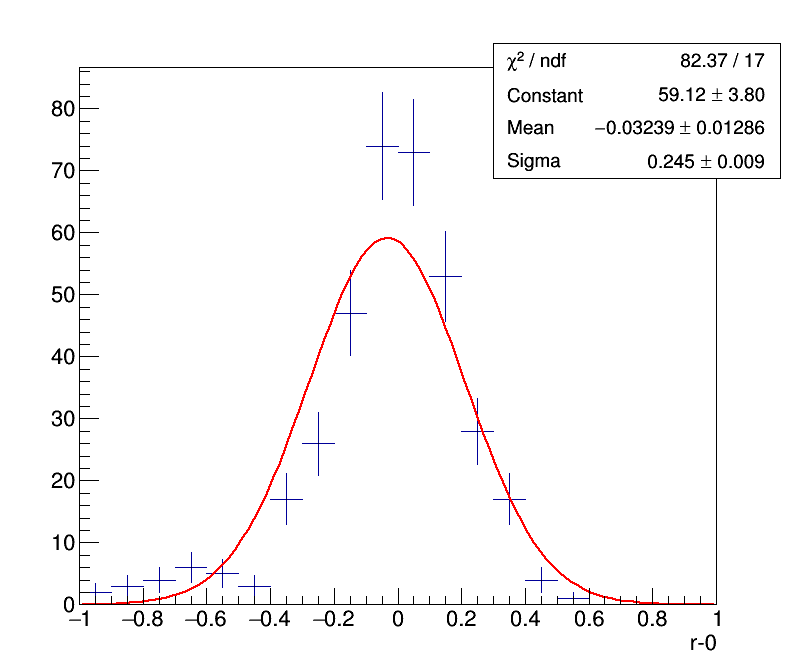 χ² / ndf 82.37 / 17
Constant 59.12 ± 3.80
Mean −0.03239 ± 0.01286
Sigma 0.245 ± 0.009
80
70
60
50
40
30
20
10
0
−1 −0.8 −0.6 −0.4 −0.2 0 0.2 0.4 0.6 0.8 1
r-0